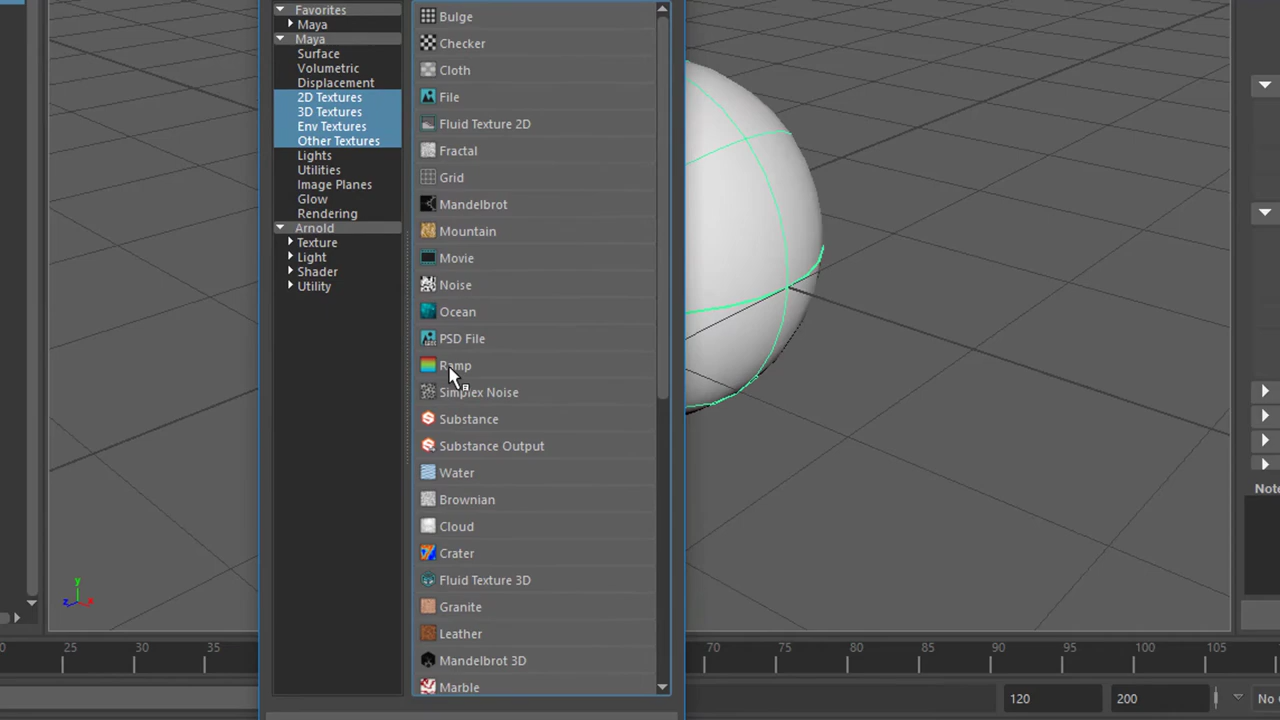 Favorites
Maya
Maya
Surface
Volumetric
Displacement
2D Textures
3D Textures
Env Textures
Other Textures
Lights
Utilities
Image Planes
Glow
Rendering
Arnold
Texture
Light
Shader
Utility
Bulge
Checker
Cloth
File
Fluid Texture 2D
Fractal
Grid
Mandelbrot
Mountain
Movie
Noise
Ocean
PSD File
Ramp
Simplex Noise
Substance
Substance Output
Water
Brownian
Cloud
Crater
Fluid Texture 3D
Granite
Leather
Mandelbrot 3D
Marble
y
z x
0 25 30 35 70 75 80 85 90 95 100 105
120 200 No